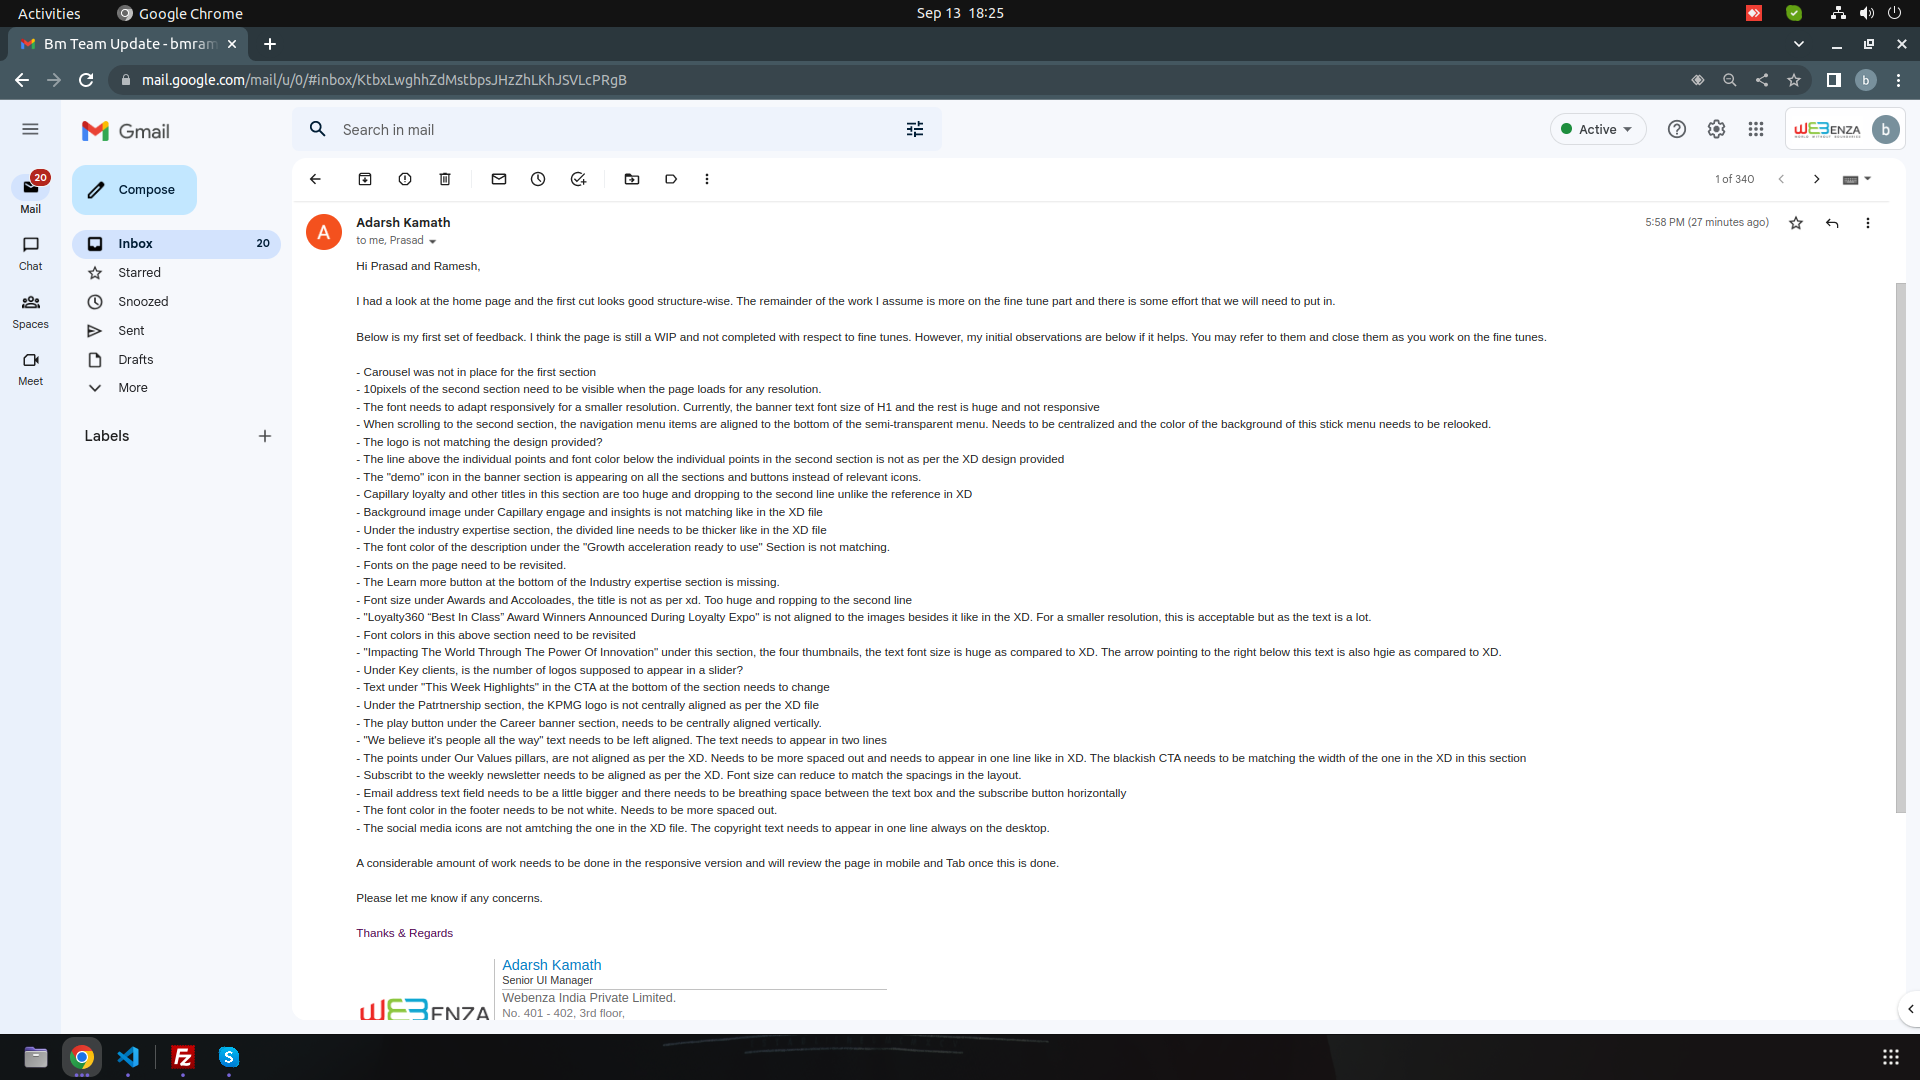 Activities
Google Chrome
Sep 13 18:25
Bm Team Update - bmram
mail.google.com/mail/u/0/#inbox/KtbxLwghhZdMstbpsJHzZhLKhJSVLcPRgB
b
Gmail
Search in mail
Active
WEBENZA
b
20
Mail
Chat
Spaces
Meet
Compose
Inbox 20
Starred
Snoozed
Sent
Drafts
More
Labels
1 of 340
A
Adarsh Kamath
5:58 PM (27 minutes ago)
to me, Prasad
Hi Prasad and Ramesh,
I had a look at the home page and the first cut looks good structure-wise. The remainder of the work I assume is more on the fine tune part and there is some effort that we will need to put in.
Below is my first set of feedback. I think the page is still a WIP and not completed with respect to fine tunes. However, my initial observations are below if it helps. You may refer to them and close them as you work on the fine tunes.
- Carousel was not in place for the first section
- 10pixels of the second section need to be visible when the page loads for any resolution.
- The font needs to adapt responsively for a smaller resolution. Currently, the banner text font size of H1 and the rest is huge and not responsive
- When scrolling to the second section, the navigation menu items are aligned to the bottom of the semi-transparent menu. Needs to be centralized and the color of the background of this stick menu needs to be relooked.
- The logo is not matching the design provided?
- The line above the individual points and font color below the individual points in the second section is not as per the XD design provided
- The "demo" icon in the banner section is appearing on all the sections and buttons instead of relevant icons.
- Capillary loyalty and other titles in this section are too huge and dropping to the second line unlike the reference in XD
- Background image under Capillary engage and insights is not matching like in the XD file
- Under the industry expertise section, the divided line needs to be thicker like in the XD file
- The font color of the description under the "Growth acceleration ready to use" Section is not matching.
- Fonts on the page need to be revisited.
- The Learn more button at the bottom of the Industry expertise section is missing.
- Font size under Awards and Accoloades, the title is not as per xd. Too huge and ropping to the second line
- "Loyalty360 “Best In Class” Award Winners Announced During Loyalty Expo" is not aligned to the images besides it like in the XD. For a smaller resolution, this is acceptable but as the text is a lot.
- Font colors in this above section need to be revisited
- "Impacting The World Through The Power Of Innovation" under this section, the four thumbnails, the text font size is huge as compared to XD. The arrow pointing to the right below this text is also hgie as compared to XD.
- Under Key clients, is the number of logos supposed to appear in a slider?
- Text under "This Week Highlights" in the CTA at the bottom of the section needs to change
- Under the Patrtnership section, the KPMG logo is not centrally aligned as per the XD file
- The play button under the Career banner section, needs to be centrally aligned vertically.
- "We believe it's people all the way" text needs to be left aligned. The text needs to appear in two lines
- The points under Our Values pillars, are not aligned as per the XD. Needs to be more spaced out and needs to appear in one line like in XD. The blackish CTA needs to be matching the width of the one in the XD in this section
- Subscribt to the weekly newsletter needs to be aligned as per the XD. Font size can reduce to match the spacings in the layout.
- Email address text field needs to be a little bigger and there needs to be breathing space between the text box and the subscribe button horizontally
- The font color in the footer needs to be not white. Needs to be more spaced out.
- The social media icons are not amtching the one in the XD file. The copyright text needs to appear in one line always on the desktop.
A considerable amount of work needs to be done in the responsive version and will review the page in mobile and Tab once this is done.
Please let me know if any concerns.
Thanks & Regards
Adarsh Kamath
Senior UI Manager
WEBENZA
Webenza India Private Limited.
No. 401 - 402, 3rd floor,